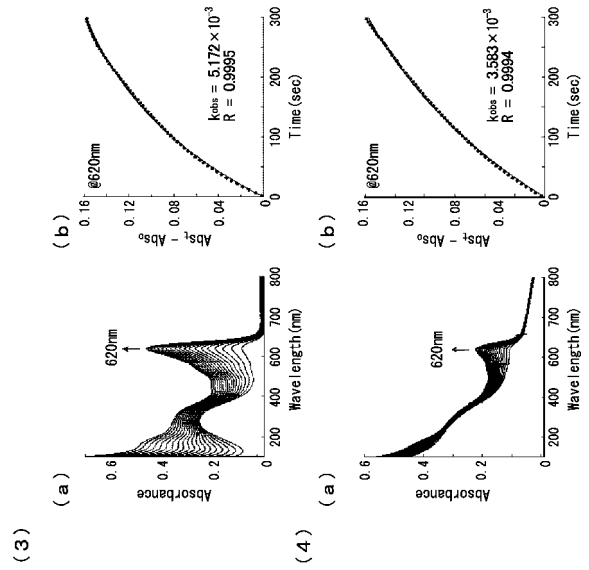 (3)
(a)
Absorbance
0.6
0.4
0.2
0
200
400
600
700
800
Wavelength(nm)
620nm
(b)
Abst - Abs0
0.16
0.12
0.08
0.04
0
0
100
200
300
Time(sec)
@620nm
kobs = 5.172×10-3
R = 0.9995
(4)
(a)
Absorbance
0.6
0.4
0.2
0
200
400
600
700
800
Wavelength(nm)
620nm
(b)
Abst - Abs0
0.16
0.12
0.08
0.04
0
0
100
200
300
Time(sec)
@620nm
kobs = 3.583×10-3
R = 0.9994